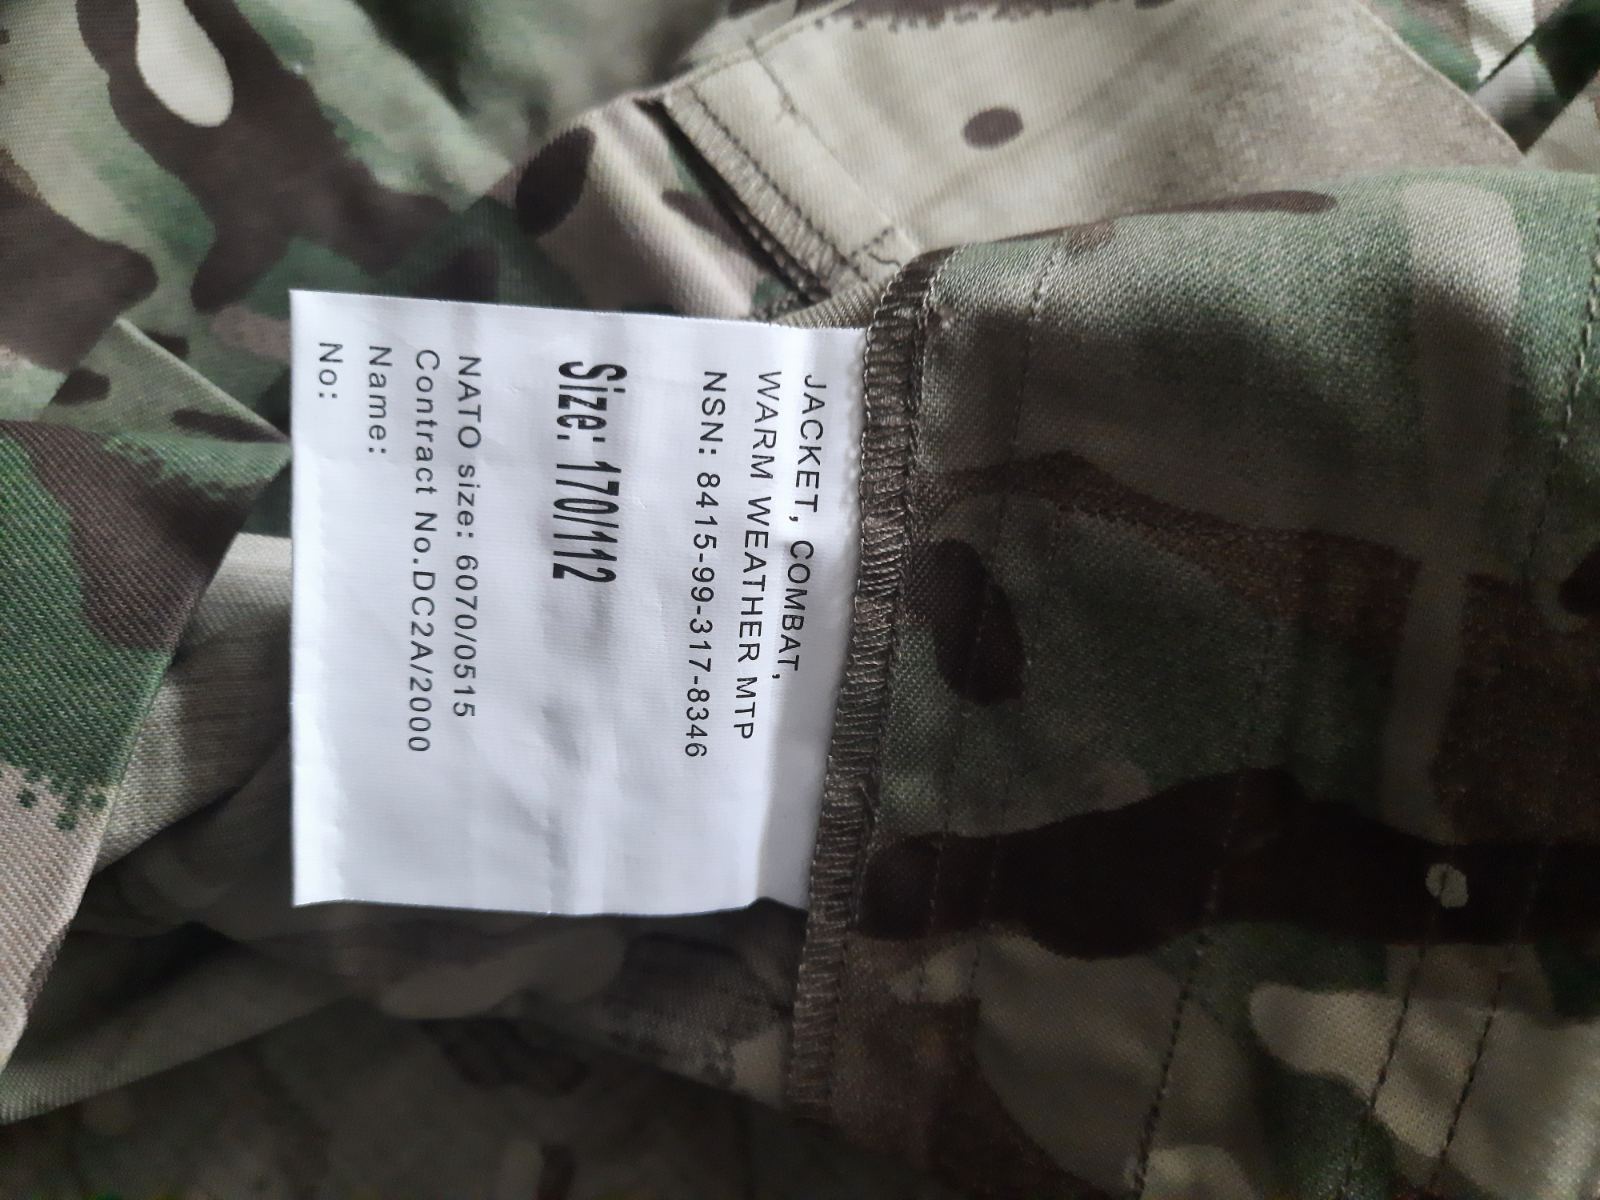 JACKET, COMBAT,
WARM WEATHER MTP
NSN: 8415-99-317-8346
Size: 170/112
NATO size: 6070/0515
Contract No.DC2A/2000
Name:
No: